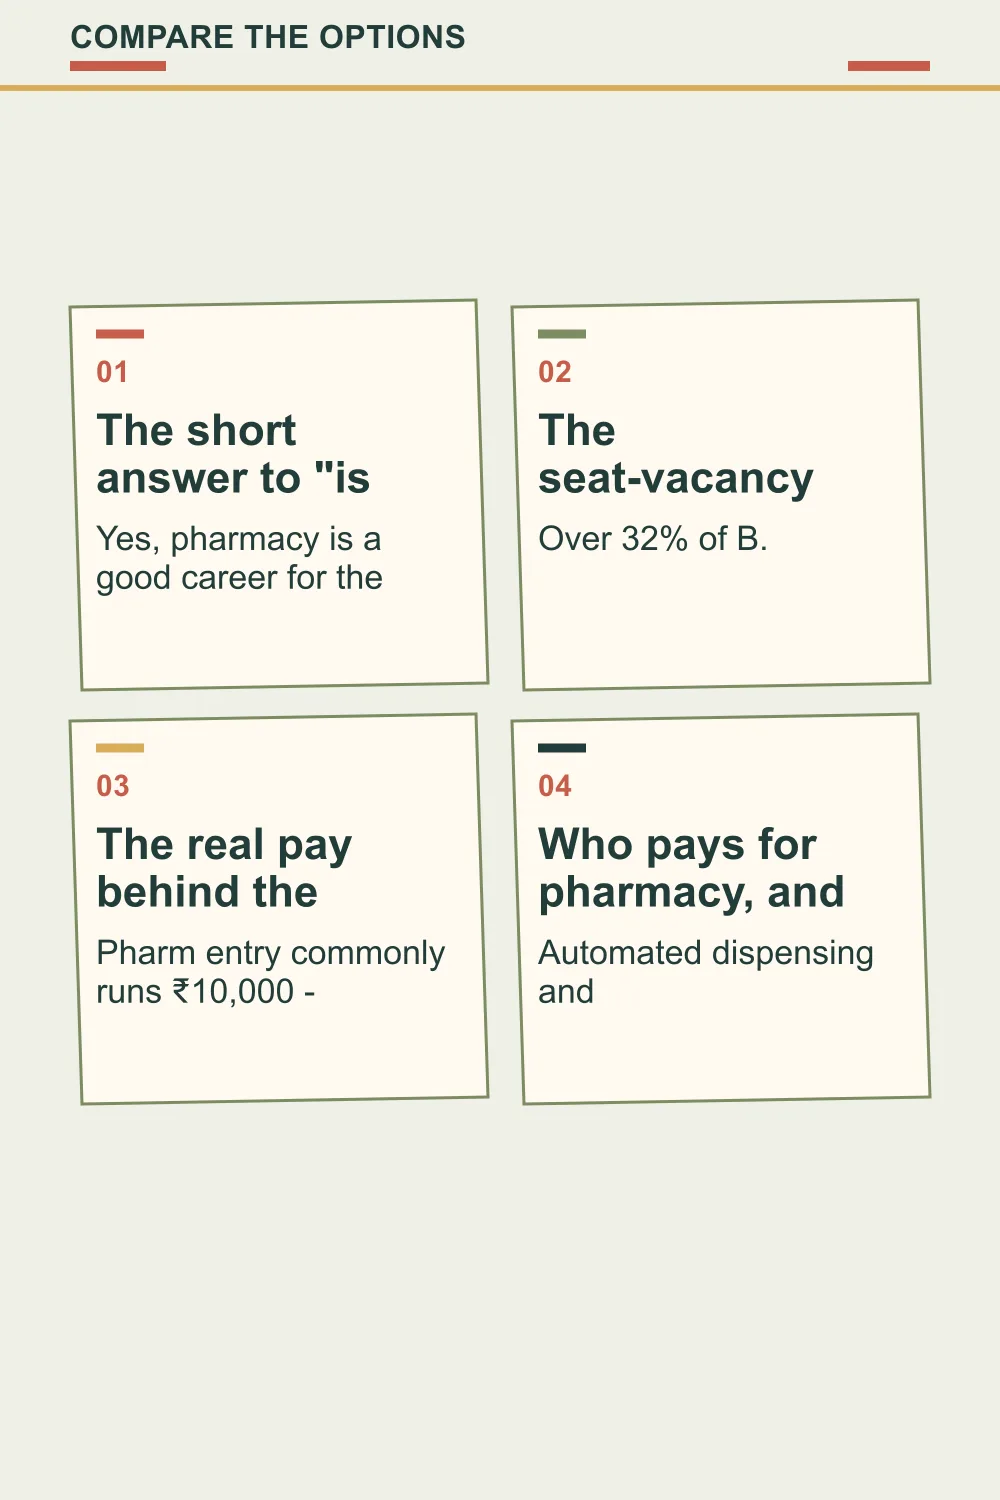 COMPARE THE OPTIONS
01
The short
answer to "is
Yes, pharmacy is a
good career for the
02
The
seat-vacancy
Over 32% of B.
03
The real pay
behind the
Pharm entry commonly
runs ₹10,000 -
04
Who pays for
pharmacy, and
Automated dispensing
and